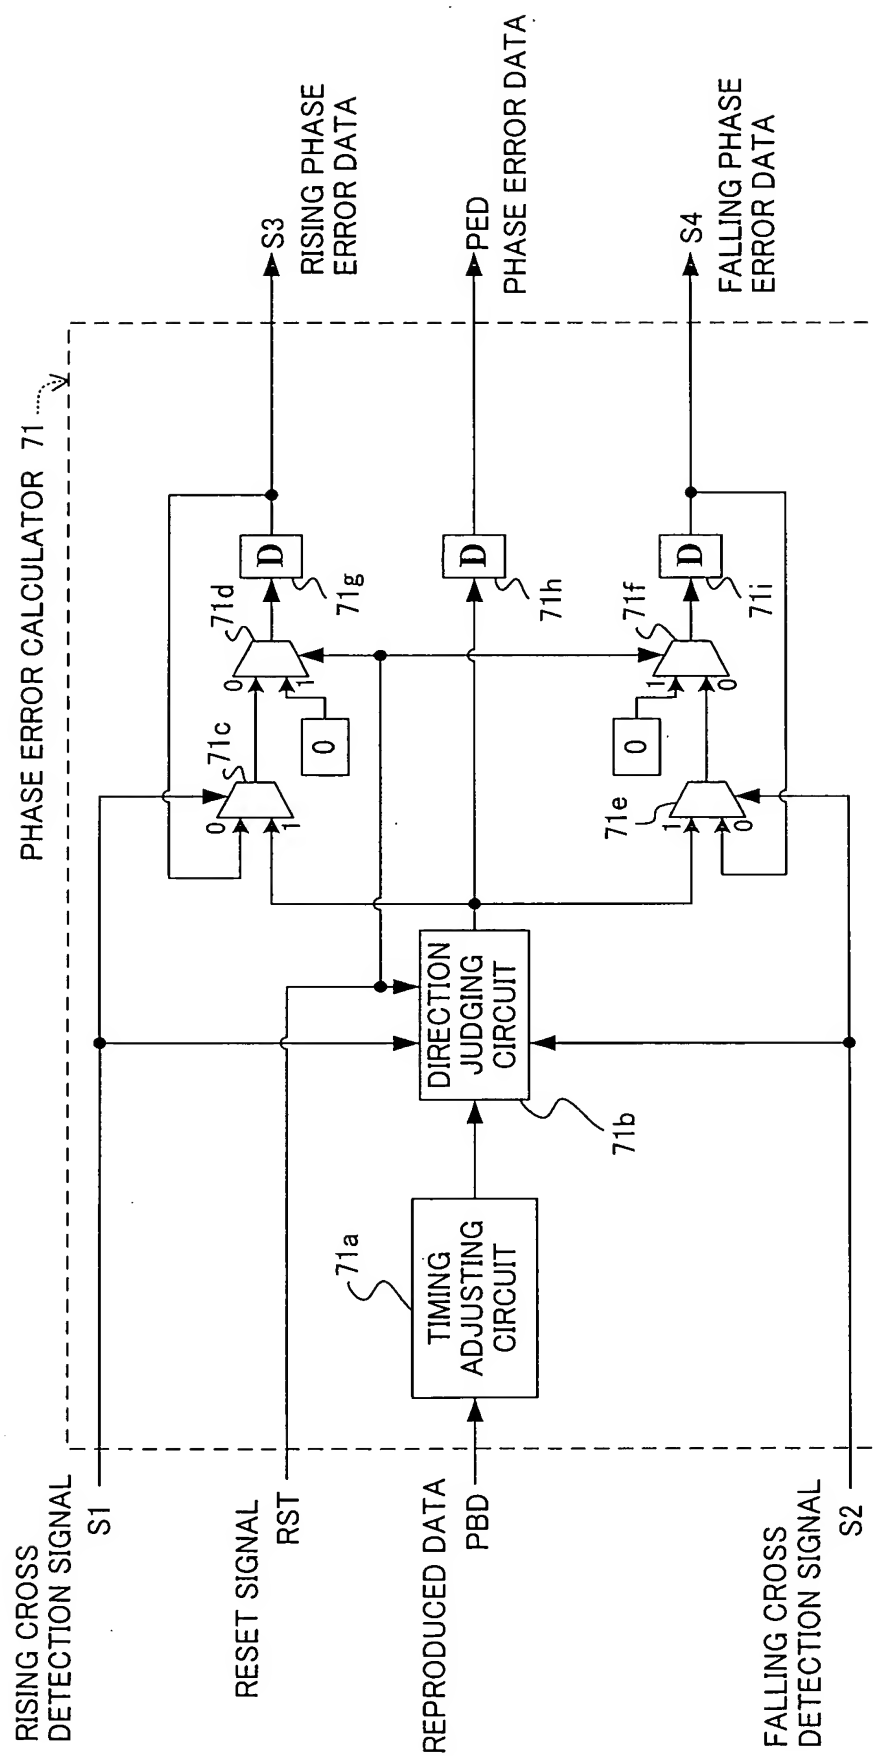 PHASE ERROR CALCULATOR 71
RISING CROSS
DETECTION SIGNAL
S1
RESET SIGNAL
RST
REPRODUCED DATA
PBD
FALLING CROSS
DETECTION SIGNAL
S2
71a
TIMING
ADJUSTING
CIRCUIT
71b
DIRECTION
JUDGING
CIRCUIT
71c
0
1
71d
0
1
0
D
71g
D
71h
71e
1
0
71f
1
0
0
D
71i
S3
RISING PHASE
ERROR DATA
PED
PHASE ERROR DATA
S4
FALLING PHASE
ERROR DATA